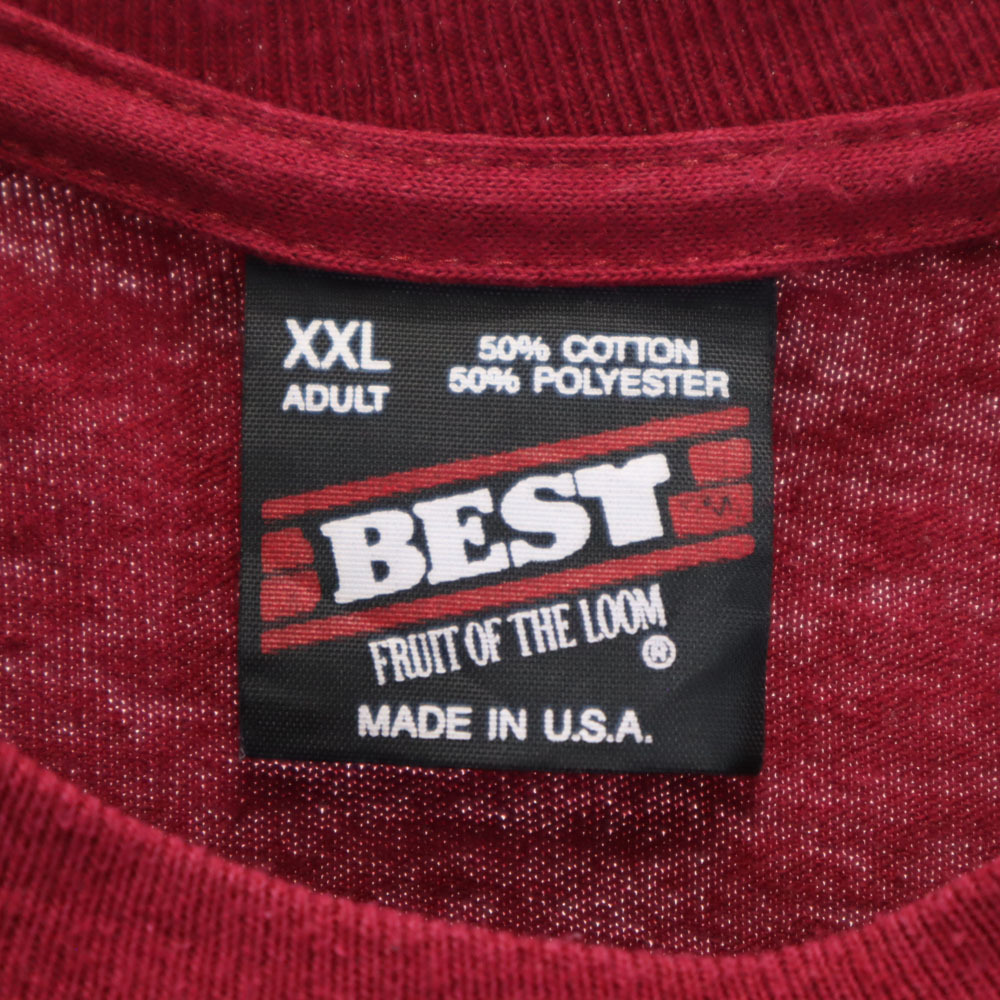 XXL
ADULT
50% COTTON
50% POLYESTER
BEST
FRUIT OF THE LOOM
®
MADE IN U.S.A.